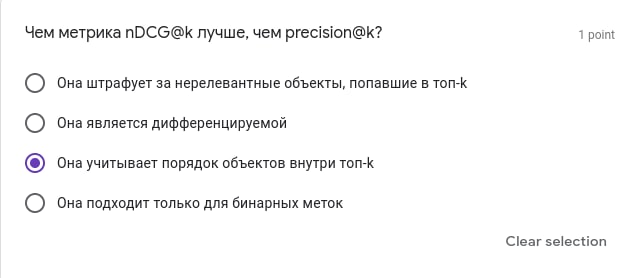 Чем метрика nDCG@k лучше, чем precision@k?
1 point
Она штрафует за нерелевантные объекты, попавшие в топ-k
Она является дифференцируемой
Она учитывает порядок объектов внутри топ-k
Она подходит только для бинарных меток
Clear selection